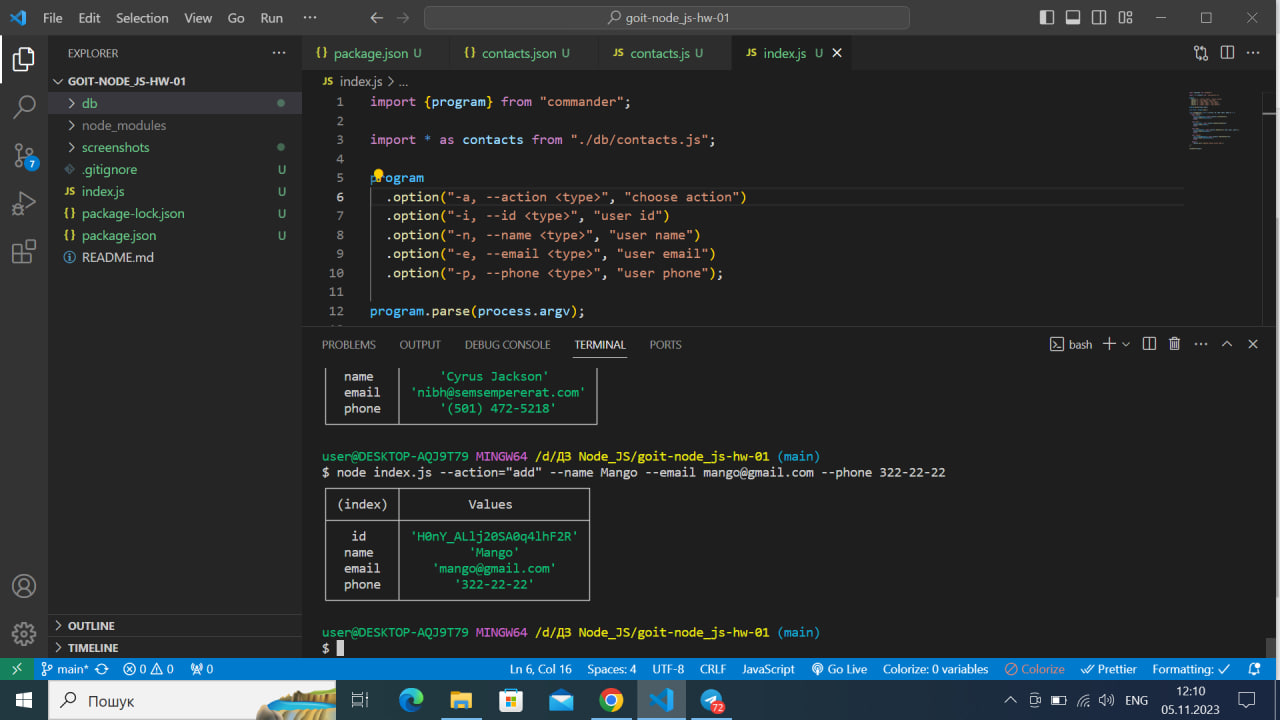 File Edit Selection View Go Run ··· goit-node_js-hw-01
EXPLORER ···
GOIT-NODE_JS-HW-01
db
node_modules
screenshots
.gitignore U
index.js U
package-lock.json U
package.json U
README.md
OUTLINE
TIMELINE
7
package.json U contacts.json U JS contacts.js U JS index.js U
JS index.js > ...
1 import {program} from "commander";
2
3 import * as contacts from "./db/contacts.js";
4
5 program
6 .option("-a, --action <type>", "choose action")
7 .option("-i, --id <type>", "user id")
8 .option("-n, --name <type>", "user name")
9 .option("-e, --email <type>", "user email")
10 .option("-p, --phone <type>", "user phone");
11
12 program.parse(process.argv);
PROBLEMS OUTPUT DEBUG CONSOLE TERMINAL PORTS bash
name 'Cyrus Jackson'
email 'nibh@semsempererat.com'
phone '(501) 472-5218'
user@DESKTOP-AQJ9T79 MINGW64 /d/ДЗ Node_JS/goit-node_js-hw-01 (main)
$ node index.js --action="add" --name Mango --email mango@gmail.com --phone 322-22-22
(index) Values
id 'H0nY_ALlj20SA0q4lhF2R'
name 'Mango'
email 'mango@gmail.com'
phone '322-22-22'
user@DESKTOP-AQJ9T79 MINGW64 /d/ДЗ Node_JS/goit-node_js-hw-01 (main)
$
main* 0 0 0 Ln 6, Col 16 Spaces: 4 UTF-8 CRLF JavaScript Go Live Colorize: 0 variables Colorize Prettier Formatting:
Пошук 72 ENG 12:10
05.11.2023